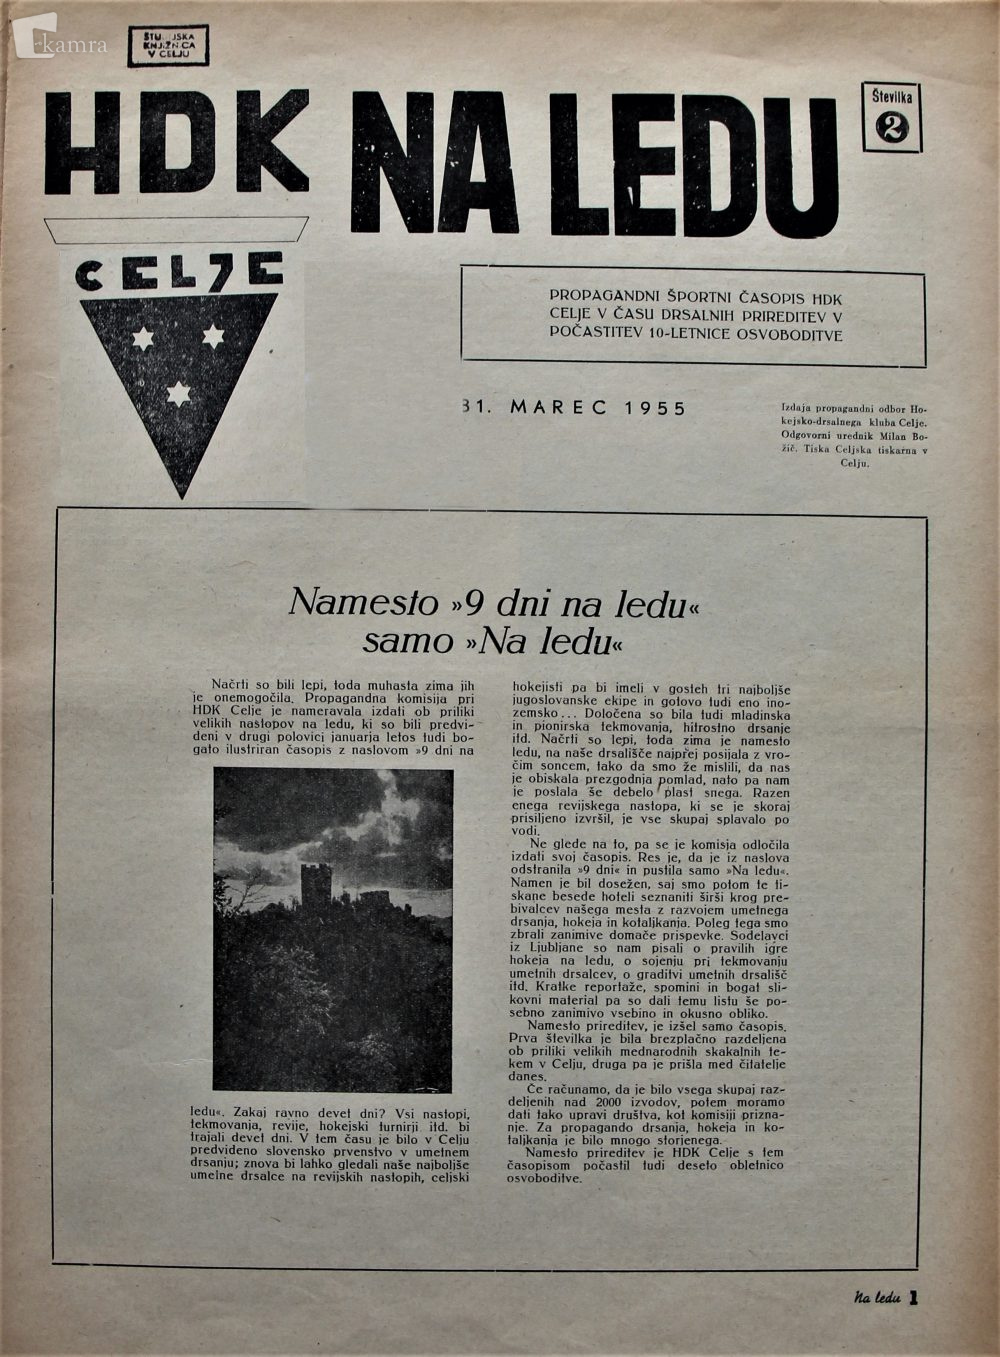 kamra
ŠTUDIJSKA
KNJIŽNICA
V CELJU
HDK NA LEDU
Številka
2
CELJE
PROPAGANDNI ŠPORTNI ČASOPIS HDK
CELJE V ČASU DRSALNIH PRIREDITEV V
POČASTITEV 10-LETNICE OSVOBODITVE
31. MAREC 1955
Izdaja propagandni odbor Ho-
kejsko-drsalnega kluba Celje.
Odgovorni urednik Milan Bo-
žič. Tiska Celjska tiskarna v
Celju.
Namesto »9 dni na ledu«
samo »Na ledu«
Načrti so bili lepi, toda muhasta zima jih
je onemogočila. Propagandna komisija pri
HDK Celje je nameravala izdati ob priliki
velikih nastopov na ledu, ki so bili predvi-
deni v drugi polovici januarja letos tudi bo-
gato ilustriran časopis z naslovom »9 dni na
ledu«. Zakaj ravno devet dni? Vsi nastopi,
tekmovanja, revije, hokejski turnirji itd. bi
trajali devet dni. V tem času je bilo v Celju
predvideno slovensko prvenstvo v umetnem
drsanju; znova bi lahko gledali naše najboljše
umetne drsalce na revijskih nastopih, celjski
hokejisti pa bi imeli v gosteh tri najboljše
jugoslovanske ekipe in gotovo tudi eno ino-
zemsko... Določena so bila tudi mladinska
in pionirska tekmovanja, hitrostno drsanje
itd. Načrti so lepi, toda zima je namesto
ledu, na naše drsališče najprej posijala z vro-
čim soncem, tako da smo že mislili, da nas
je obiskala prezgodnja pomlad, nato pa nam
je poslala še debelo plast snega. Razen
enega revijskega nastopa, ki se je skoraj
prisiljeno izvršil, je vse skupaj splavalo po
vodi.
Ne glede na to, pa se je komisija odločila
izdati svoj časopis. Res je, da je iz naslova
odstranila »9 dni« in pustila samo »Na ledu«.
Namen je bil dosežen, saj smo potom te ti-
skane besede hoteli seznaniti širši krog pre-
bivalcev našega mesta z razvojem umetnega
drsanja, hokeja in kotaljkanja. Poleg tega smo
zbrali zanimive domače prispevke. Sodelavci
iz Ljubljane so nam pisali o pravilih igre
hokeja na ledu, o sojenju pri tekmovanju
umetnih drsalcev, o graditvi umetnih drsališč
itd. Kratke reportaže, spomini in bogat sli-
kovni material pa so dali temu listu še po-
sebno zanimivo vsebino in okusno obliko.
Namesto prireditev, je izšel samo časopis.
Prva številka je bila brezplačno razdeljena
ob priliki velikih mednarodnih skakalnih te-
kem v Celju, druga pa je prišla med čitatelje
danes.
Če računamo, da je bilo vsega skupaj raz-
deljenih nad 2000 izvodov, potem moramo
dati tako upravi društva, kot komisiji prizna-
nje. Za propagando drsanja, hokeja in ko-
taljkanja je bilo mnogo storjenega.
Namesto prireditev je HDK Celje s tem
časopisom počastil tudi deseto obletnico
osvoboditve.
Na ledu 1